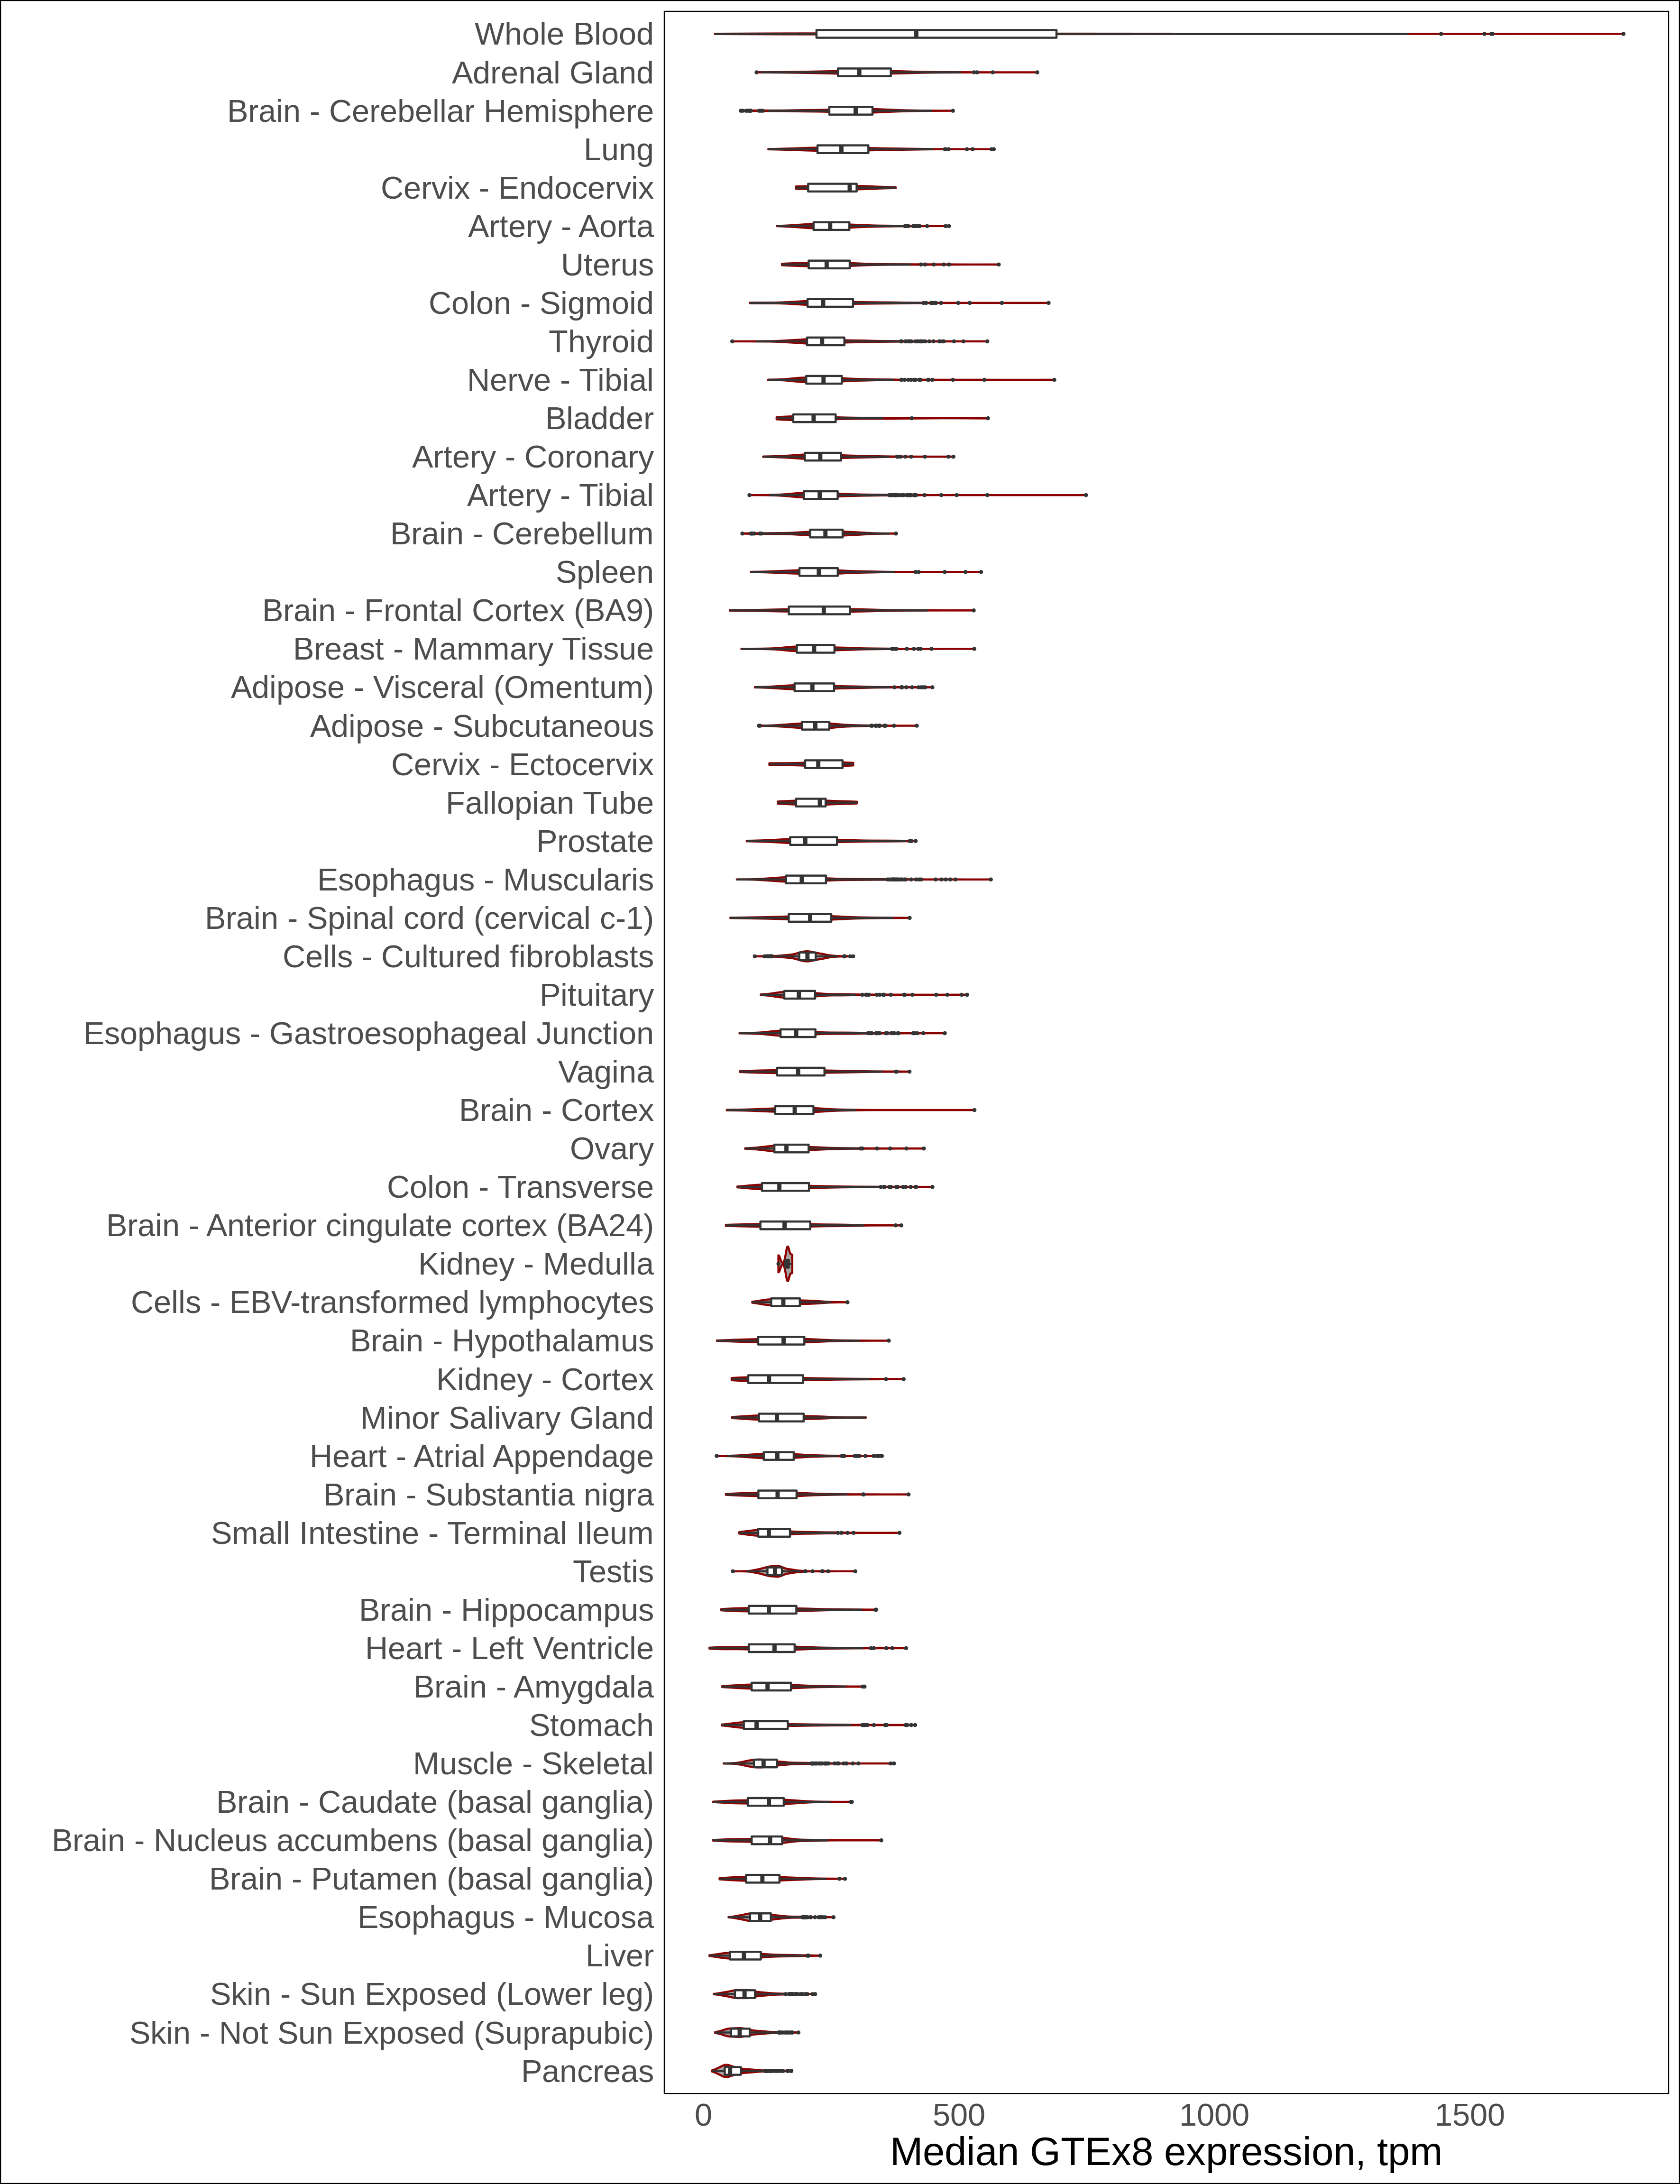 Whole Blood
Adrenal Gland
Brain - Cerebellar Hemisphere
Lung
Cervix - Endocervix
Artery - Aorta
Uterus
Colon - Sigmoid
Thyroid
Nerve - Tibial
Bladder
Artery - Coronary
Artery - Tibial
Brain - Cerebellum
Spleen
Brain - Frontal Cortex (BA9)
Breast - Mammary Tissue
Adipose - Visceral (Omentum)
Adipose - Subcutaneous
Cervix - Ectocervix
Fallopian Tube
Prostate
Esophagus - Muscularis
Brain - Spinal cord (cervical c-1)
Cells - Cultured fibroblasts
Pituitary
Esophagus - Gastroesophageal Junction
Vagina
Brain - Cortex
Ovary
Colon - Transverse
Brain - Anterior cingulate cortex (BA24)
Kidney - Medulla
Cells - EBV-transformed lymphocytes
Brain - Hypothalamus
Kidney - Cortex
Minor Salivary Gland
Heart - Atrial Appendage
Brain - Substantia nigra
Small Intestine - Terminal Ileum
Testis
Brain - Hippocampus
Heart - Left Ventricle
Brain - Amygdala
Stomach
Muscle - Skeletal
Brain - Caudate (basal ganglia)
Brain - Nucleus accumbens (basal ganglia)
Brain - Putamen (basal ganglia)
Esophagus - Mucosa
Liver
Skin - Sun Exposed (Lower leg)
Skin - Not Sun Exposed (Suprapubic)
Pancreas
0 500 1000 1500
Median GTEx8 expression, tpm